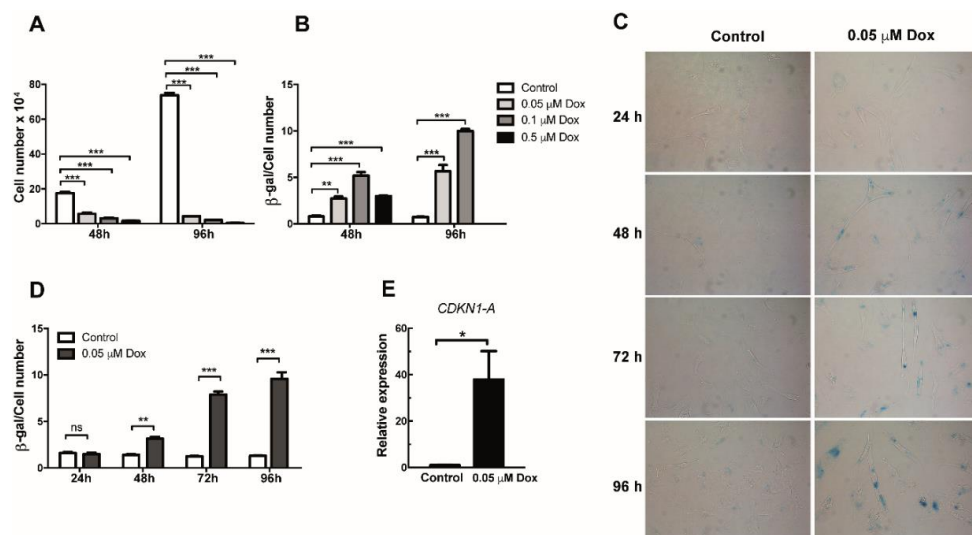 A
Cell number x 10⁴
80
60
40
20
0
48h
96h
***
***
***
***
***
***
B
β-gal/Cell number
15
10
5
0
48h
96h
**
***
***
***
***
Control
0.05 μM Dox
0.1 μM Dox
0.5 μM Dox
C
Control
0.05 μM Dox
24 h
48 h
72 h
96 h
D
β-gal/Cell number
15
10
5
0
Control
0.05 μM Dox
ns
**
***
***
24h
48h
72h
96h
E
CDKN1-A
Relative expression
60
40
20
0
*
Control
0.05 μM Dox